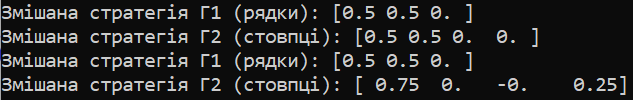 Змішана стратегія Г1 (рядки): [0.5 0.5 0. ]
Змішана стратегія Г2 (стовпці): [0.5 0.5 0.  0. ]
Змішана стратегія Г1 (рядки): [0.5 0.5 0. ]
Змішана стратегія Г2 (стовпці): [ 0.75  0.   -0.    0.25]